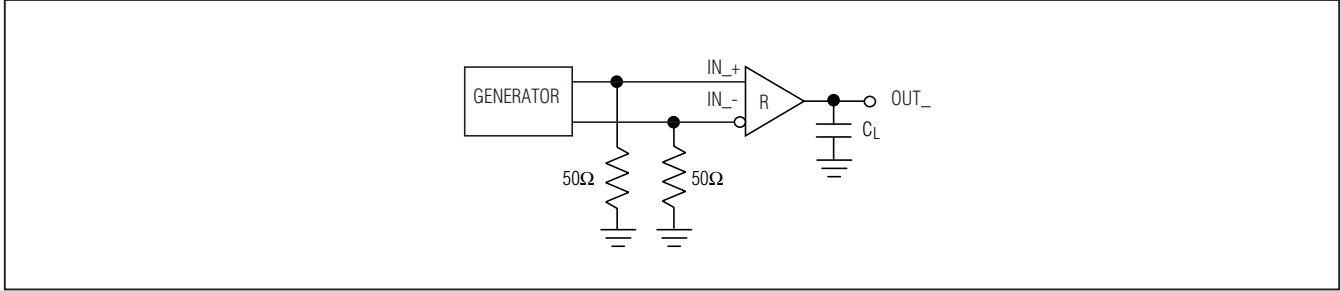 IN_+
GENERATOR
IN_-
R
OUT_
CL
50Ω
50Ω